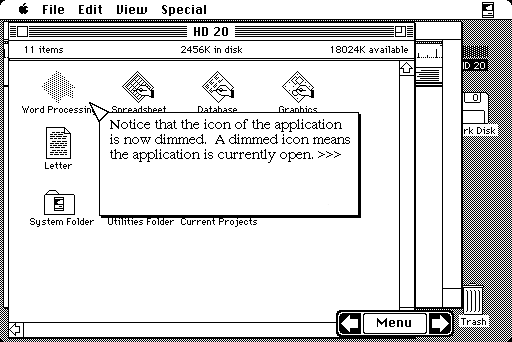 File Edit View Special
HD 20
11 items 2456K in disk 18024K available
HD 20
Word Processin Spreadsheet Database Graphics
Notice that the icon of the application
is now dimmed. A dimmed icon means
the application is currently open. >>>
rk Disk
Letter
System Folder Utilities Folder Current Projects
Menu
Trash